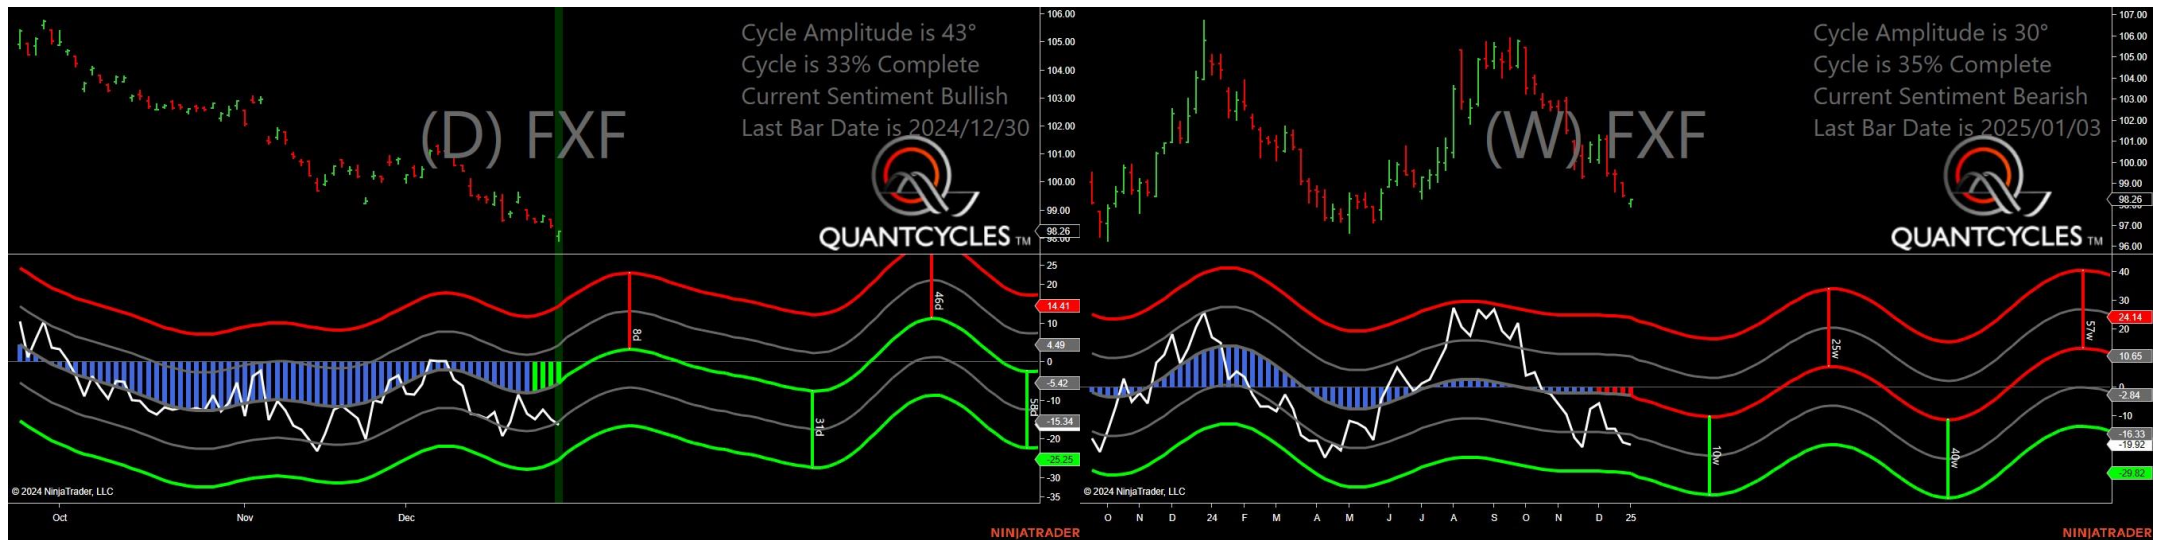 Cycle Amplitude is 43°
Cycle is 33% Complete
Current Sentiment Bullish
Last Bar Date is 2024/12/30
(D) FXF
QUANTCYCLES TM
106.00
105.00
104.00
103.00
102.00
101.00
100.00
99.00
98.26
98.00
25
20
14.41
10
4.49
0
-5.42
-10
-15.34
-20
-25.25
-30
-35
8d
31d
46d
58d
© 2024 NinjaTrader, LLC
Oct Nov Dec
NINJATRADER
Cycle Amplitude is 30°
Cycle is 35% Complete
Current Sentiment Bearish
Last Bar Date is 2025/01/03
(W) FXF
QUANTCYCLES TM
107.00
106.00
105.00
104.00
103.00
102.00
101.00
100.00
99.00
98.26
97.00
96.00
40
30
24.14
20
10.65
0
-2.84
-10
-16.33
-19.92
-29.82
10w
25w
40w
57w
© 2024 NinjaTrader, LLC
O N D 24 F M A M J J A S O N D 25
NINJATRADER